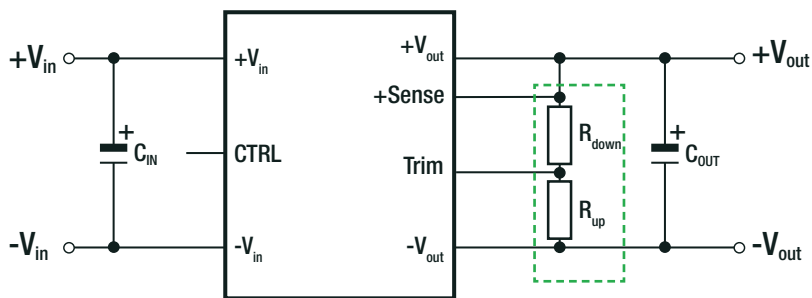 +Vin
+Vin
+Vout
+Vout
+Sense
Rdown
+
CIN
CTRL
+
COUT
Trim
Rup
-Vin
-Vin
-Vout
-Vout